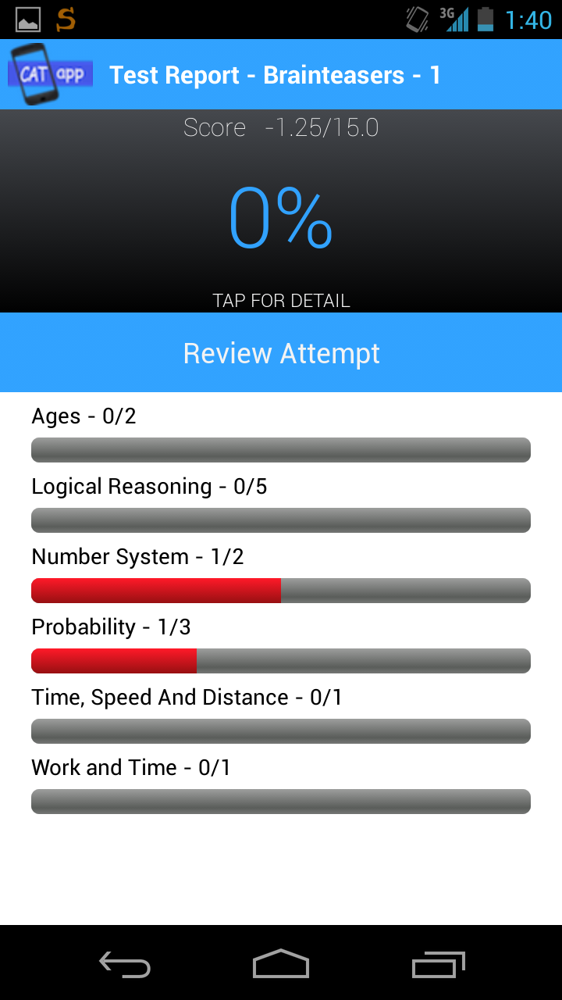 3G 1:40
CAT app Test Report - Brainteasers - 1
Score -1.25/15.0
0%
TAP FOR DETAIL
Review Attempt
Ages - 0/2
Logical Reasoning - 0/5
Number System - 1/2
Probability - 1/3
Time, Speed And Distance - 0/1
Work and Time - 0/1